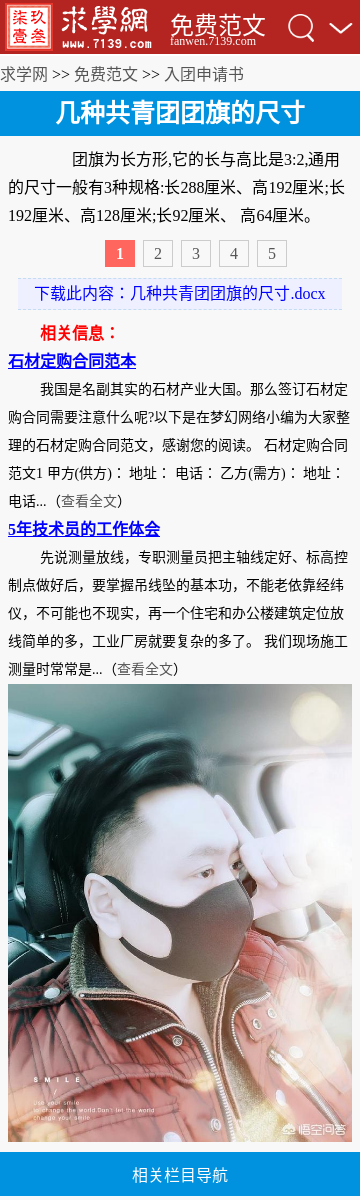 柒玖
壹叁
求學網
www.7139.com
免费范文
fanwen.7139.com
求学网 >> 免费范文 >> 入团申请书
几种共青团团旗的尺寸
团旗为长方形,它的长与高比是3:2,通用
的尺寸一般有3种规格:长288厘米、高192厘米;长
192厘米、高128厘米;长92厘米、 高64厘米。
1 2 3 4 5
下载此内容：几种共青团团旗的尺寸.docx
相关信息：
石材定购合同范本
我国是名副其实的石材产业大国。那么签订石材定
购合同需要注意什么呢?以下是在梦幻网络小编为大家整
理的石材定购合同范文，感谢您的阅读。 石材定购合同
范文1 甲方(供方)： 地址： 电话： 乙方(需方)： 地址：
电话...（查看全文）
5年技术员的工作体会
先说测量放线，专职测量员把主轴线定好、标高控
制点做好后，要掌握吊线坠的基本功，不能老依靠经纬
仪，不可能也不现实，再一个住宅和办公楼建筑定位放
线简单的多，工业厂房就要复杂的多了。 我们现场施工
测量时常常是...（查看全文）
SMILE
Use your smile
to change the world.Don't let the world
change your smile
悟空问答
相关栏目导航